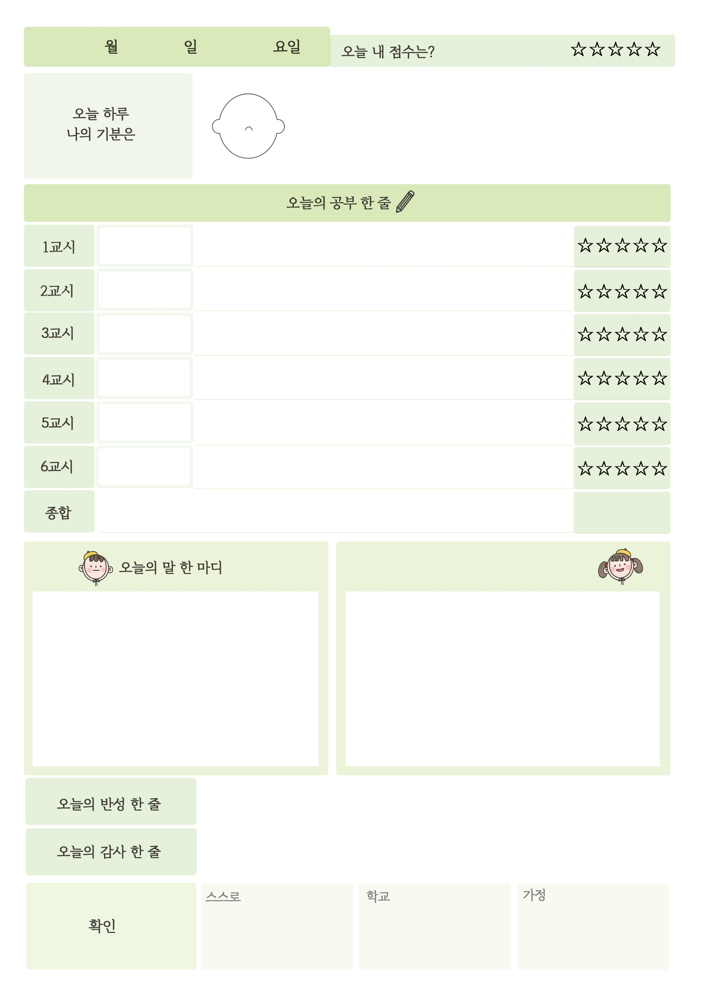 월 일 요일
오늘 내 점수는? ☆☆☆☆☆
오늘 하루
나의 기분은
오늘의 공부 한 줄
1교시 ☆☆☆☆☆
2교시 ☆☆☆☆☆
3교시 ☆☆☆☆☆
4교시 ☆☆☆☆☆
5교시 ☆☆☆☆☆
6교시 ☆☆☆☆☆
종합
오늘의 말 한 마디
오늘의 반성 한 줄
오늘의 감사 한 줄
확인
스스로
학교
가정